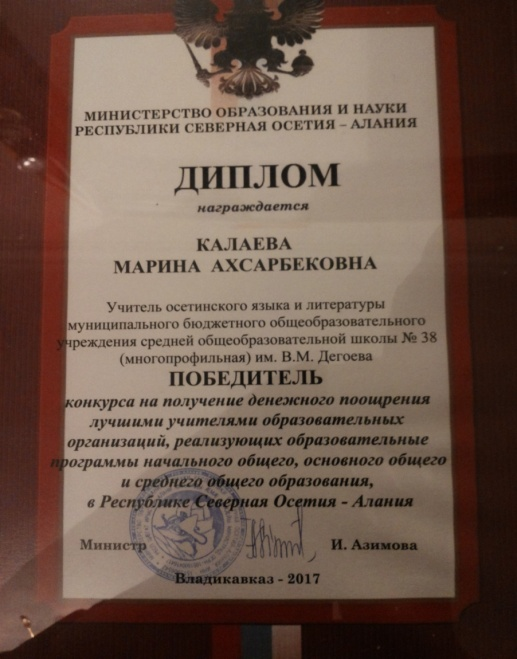 МИНИСТЕРСТВО ОБРАЗОВАНИЯ И НАУКИ
РЕСПУБЛИКИ СЕВЕРНАЯ ОСЕТИЯ – АЛАНИЯ
ДИПЛОМ
награждается
КАЛАЕВА
МАРИНА АХСАРБЕКОВНА
Учитель осетинского языка и литературы
муниципального бюджетного общеобразовательного
учреждения средней общеобразовательной школы № 38
(многопрофильная) им. В.М. Дегоева
ПОБЕДИТЕЛЬ
конкурса на получение денежного поощрения
лучшими учителями образовательных
организаций, реализующих образовательные
программы начального общего, основного общего
и среднего общего образования,
в Республике Северная Осетия - Алания
Министр И. Азимова
Владикавказ - 2017